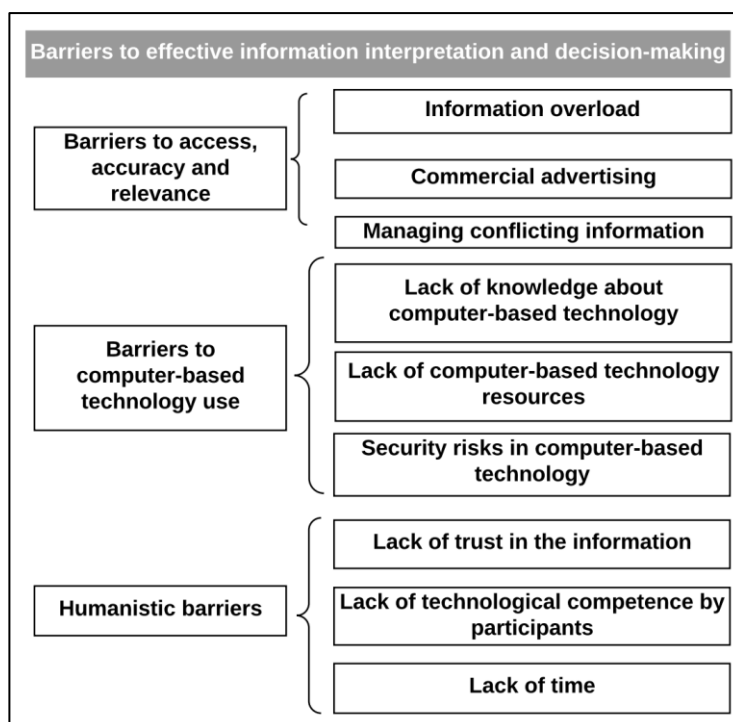 Barriers to effective information interpretation and decision-making
Barriers to access,
accuracy and
relevance
Information overload
Commercial advertising
Managing conflicting information
Barriers to
computer-based
technology use
Lack of knowledge about
computer-based technology
Lack of computer-based technology
resources
Security risks in computer-based
technology
Humanistic barriers
Lack of trust in the information
Lack of technological competence by
participants
Lack of time